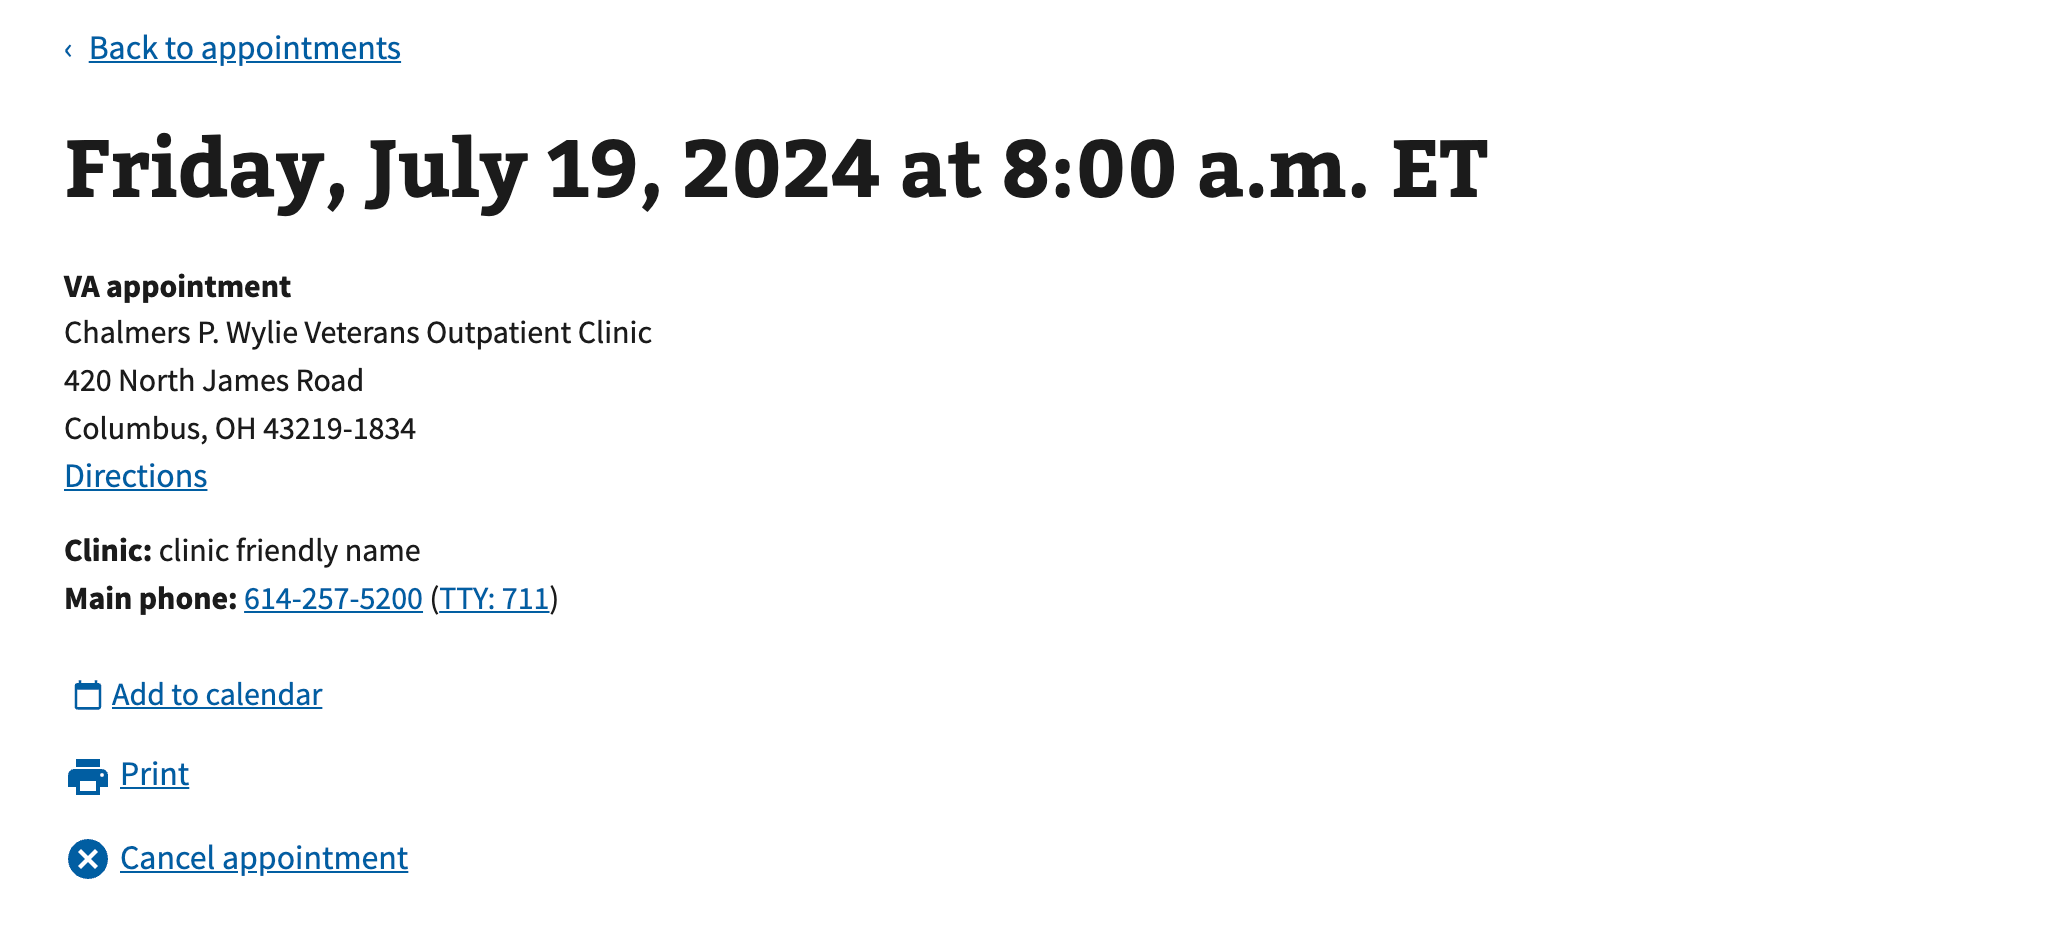 ‹ Back to appointments
Friday, July 19, 2024 at 8:00 a.m. ET
VA appointment
Chalmers P. Wylie Veterans Outpatient Clinic
420 North James Road
Columbus, OH 43219-1834
Directions
Clinic: clinic friendly name
Main phone: 614-257-5200 (TTY: 711)
Add to calendar
Print
Cancel appointment